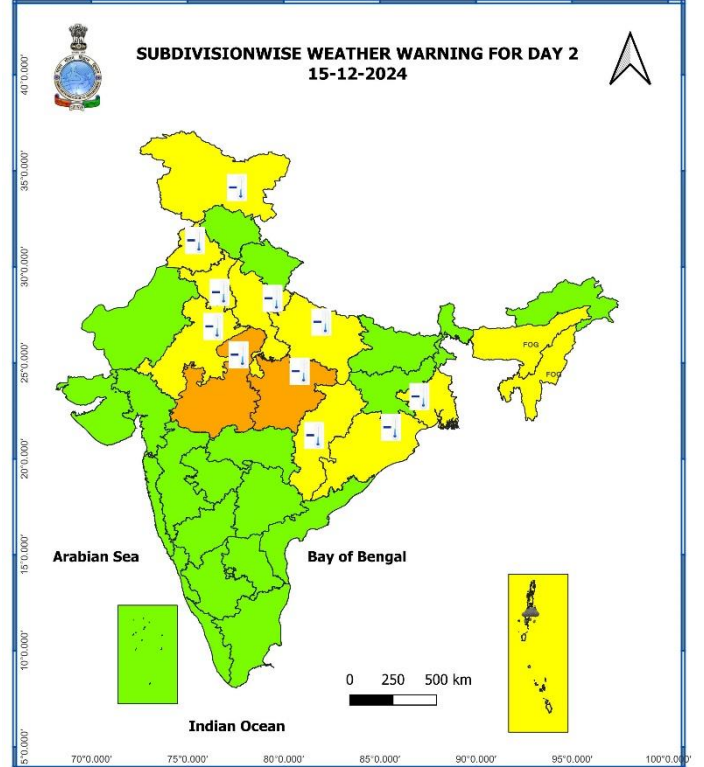 SUBDIVISIONWISE WEATHER WARNING FOR DAY 2
15-12-2024
40°0.000'
35°0.000'
30°0.000'
25°0.000'
20°0.000'
15°0.000'
10°0.000'
5°0.000'
FOG
FOG
Arabian Sea
Bay of Bengal
0 250 500 km
Indian Ocean
70°0.000' 75°0.000' 80°0.000' 85°0.000' 90°0.000' 95°0.000' 100°0.000'